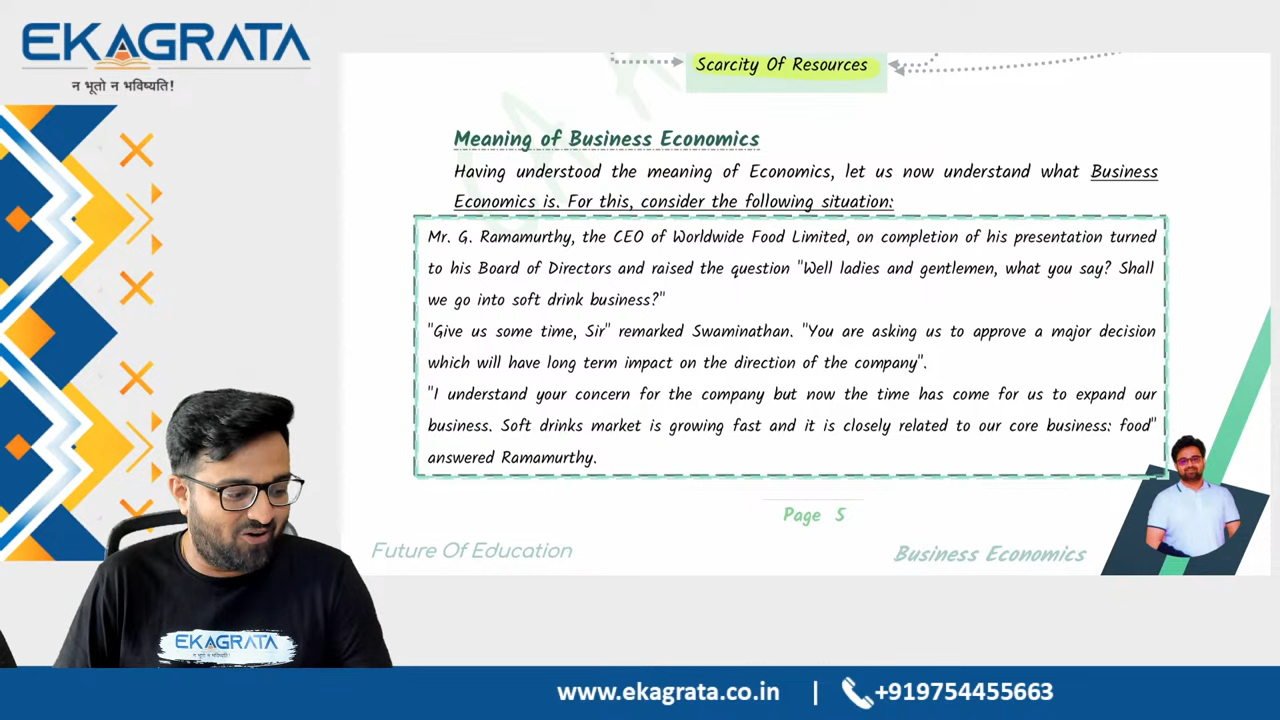 EKAGRATA
न भूतो न भविष्यति!
Scarcity Of Resources
Meaning of Business Economics
Having understood the meaning of Economics, let us now understand what Business
Economics is. For this, consider the following situation:
Mr. G. Ramamurthy, the CEO of Worldwide Food Limited, on completion of his presentation turned
to his Board of Directors and raised the question "Well ladies and gentlemen, what you say? Shall
we go into soft drink business?"
"Give us some time, Sir" remarked Swaminathan. "You are asking us to approve a major decision
which will have long term impact on the direction of the company".
"I understand your concern for the company but now the time has come for us to expand our
business. Soft drinks market is growing fast and it is closely related to our core business: food"
answered Ramamurthy.
Page 5
Future Of Education
Business Economics
EKAGRATA
न भूतो न भविष्यति!
www.ekagrata.co.in | +919754455663